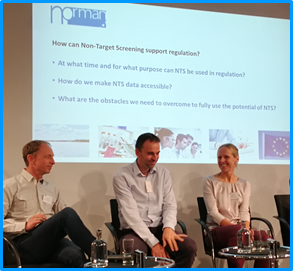 norman
How can Non-Target Screening support regulation?
• At what time and for what purpose can NTS be used in regulation?
• How do we make NTS data accessible?
• What are the obstacles we need to overcome to fully use the potential of NTS?